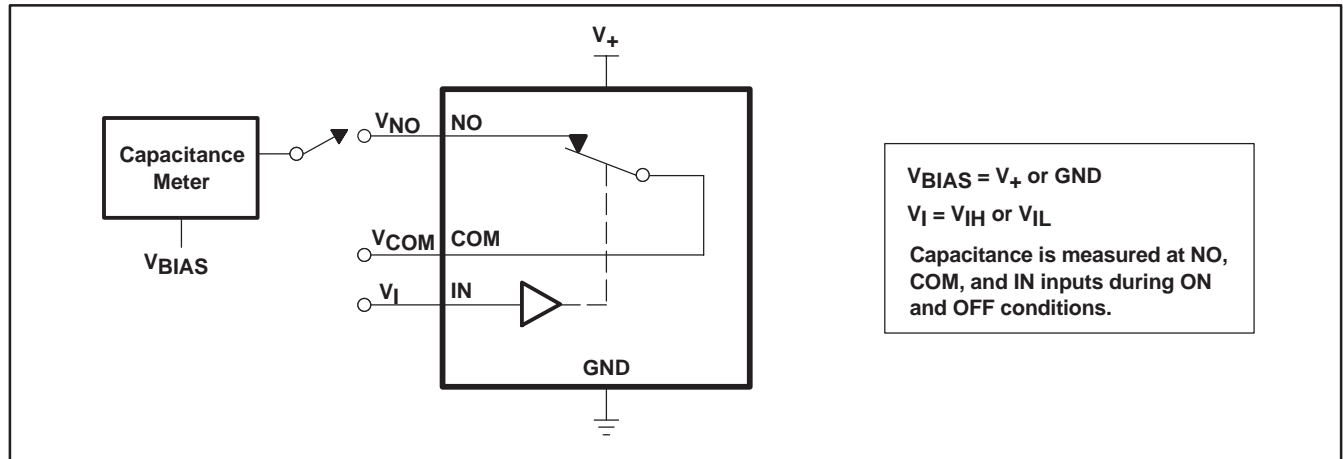 V+
VNO NO
Capacitance
Meter
VBIAS
VCOM COM
VI IN
GND
VBIAS = V+ or GND
VI = VIH or VIL
Capacitance is measured at NO,
COM, and IN inputs during ON
and OFF conditions.